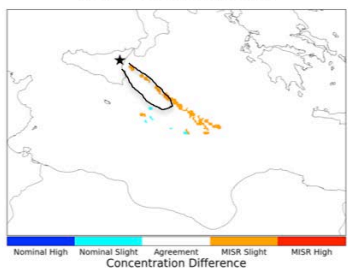 Nominal High Nominal Slight Agreement MISR Slight MISR High
Concentration Difference